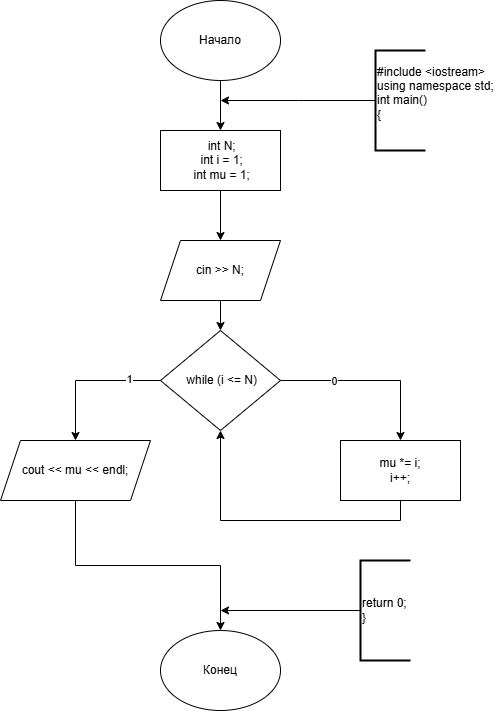 Начало
#include <iostream>
using namespace std;
int main()
{
int N;
int i = 1;
int mu = 1;
cin >> N;
while (i <= N)
1
0
cout << mu << endl;
mu *= i;
i++;
return 0;
}
Конец